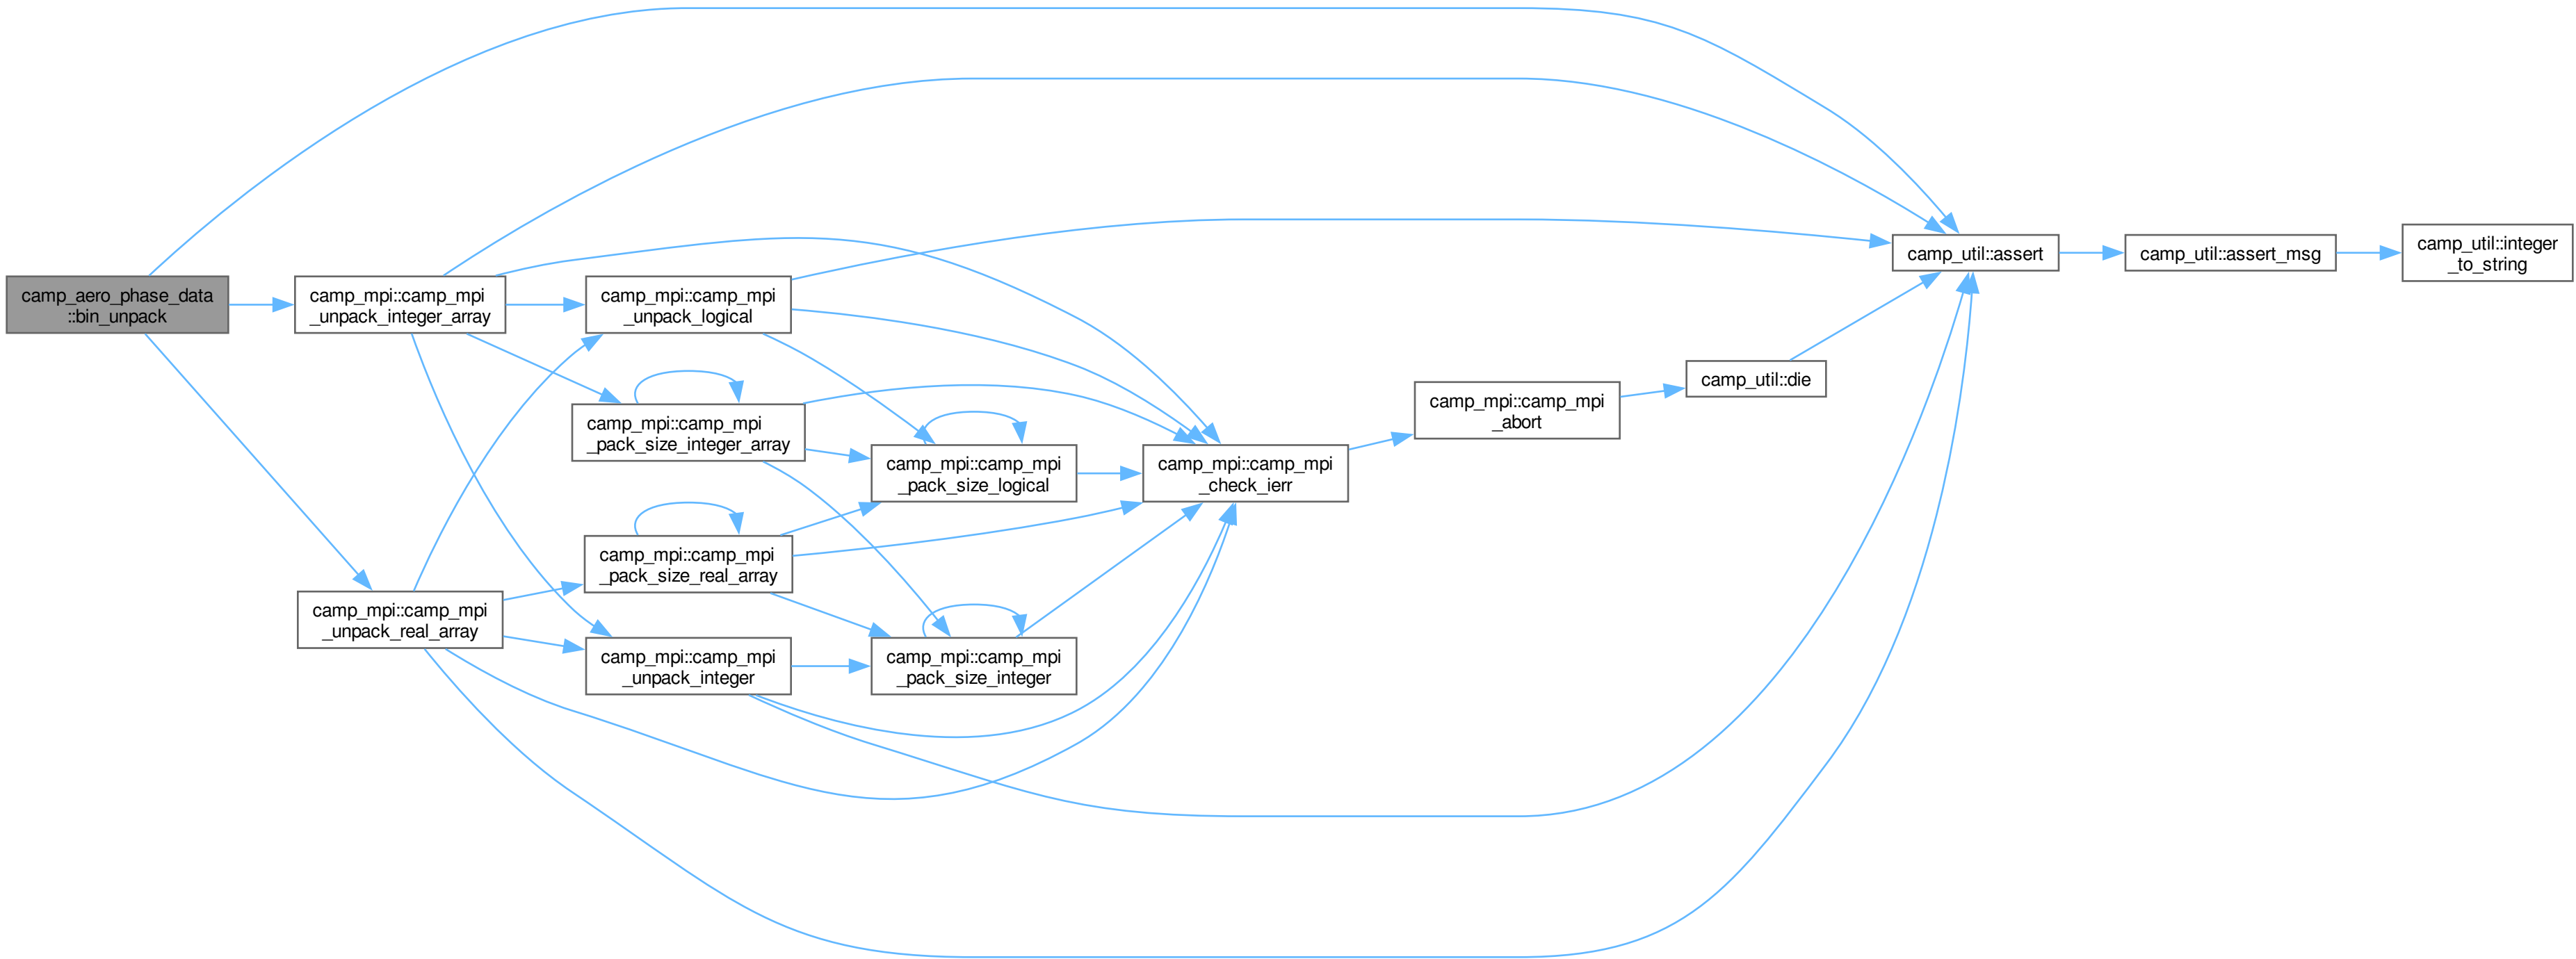 camp_aero_phase_data
::bin_unpack
camp_mpi::camp_mpi
_unpack_integer_array
camp_mpi::camp_mpi
_unpack_real_array
camp_mpi::camp_mpi
_unpack_logical
camp_mpi::camp_mpi
_pack_size_integer_array
camp_mpi::camp_mpi
_pack_size_real_array
camp_mpi::camp_mpi
_unpack_integer
camp_mpi::camp_mpi
_pack_size_logical
camp_mpi::camp_mpi
_pack_size_integer
camp_mpi::camp_mpi
_check_ierr
camp_mpi::camp_mpi
_abort
camp_util::die
camp_util::assert
camp_util::assert_msg
camp_util::integer
_to_string